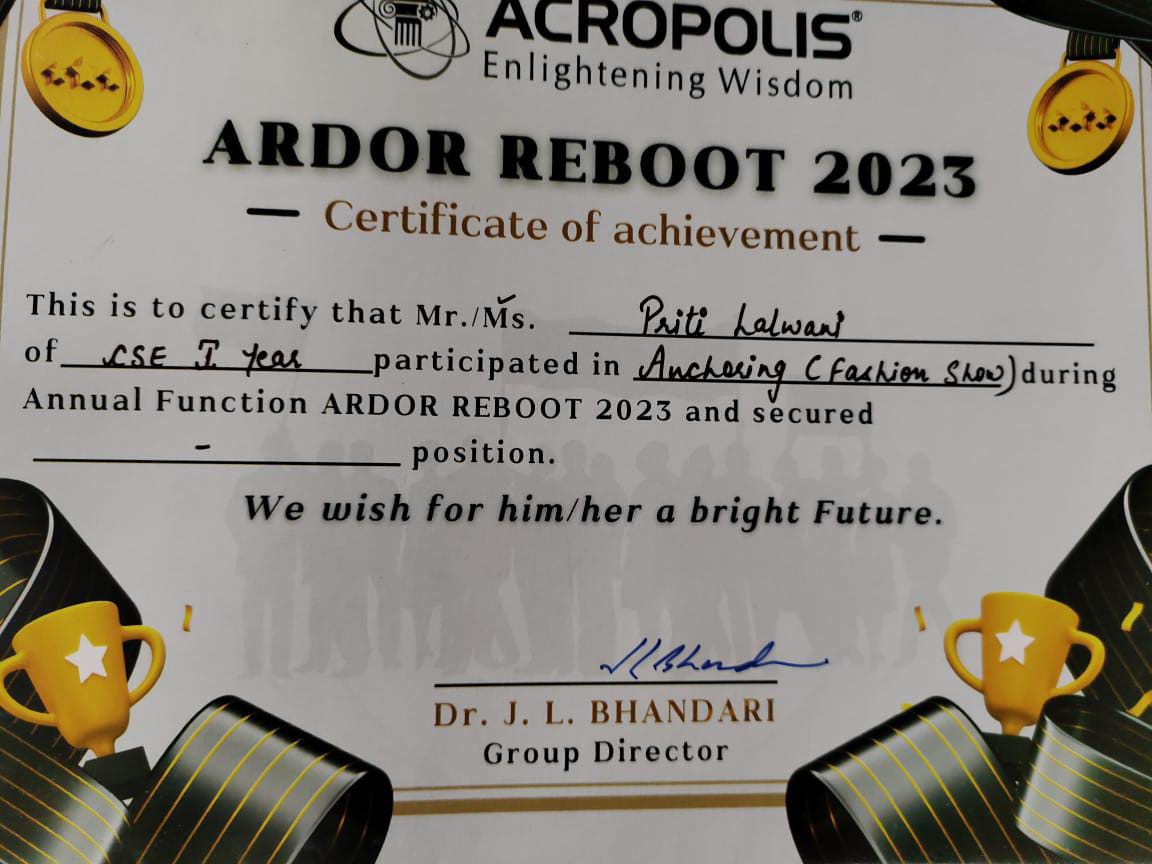 ACROPOLIS®
Enlightening Wisdom
ARDOR REBOOT 2023
— Certificate of achievement —
This is to certify that Mr./Ms. Priti Lalwani
of CSE I Year participated in Anchoring (Fashion Show) during
Annual Function ARDOR REBOOT 2023 and secured
- position.
We wish for him/her a bright Future.
JLBhandari
Dr. J. L. BHANDARI
Group Director